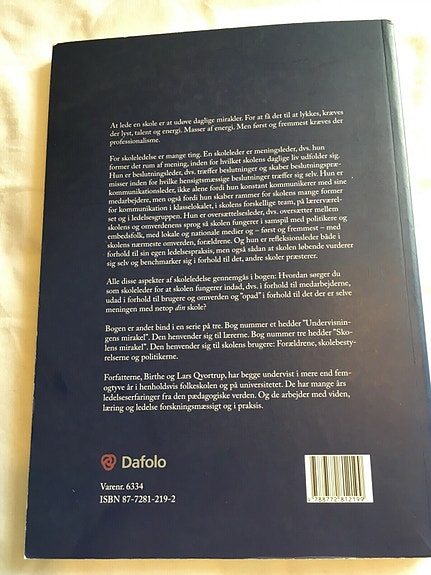 At lede en skole er at udøve daglige mirakler. For at få det til at lykkes, kræves
der lyst, talent og energi. Masser af energi. Men først og fremmest kræves der
professionalisme.
For skoleledelse er mange ting. En skoleleder er meningsleder, dvs. hun
former det rum af mening, inden for hvilket skolens daglige liv udfolder sig.
Hun er beslutningsleder, dvs. træffer beslutninger og skaber beslutningspræ-
misser inden for hvilke hensigtsmæssige beslutninger træffer sig selv. Hun er
kommunikationsleder, ikke alene fordi hun konstant kommunikerer med sine
medarbejdere, men også fordi hun skaber rammer for skolens mange former
for kommunikation i klasselokalet, i skolens forskellige team, på lærerværel-
set og i ledelsesgruppen. Hun er oversættelsesleder, dvs. oversætter mellem
skolens og omverdenens sprog så skolen fungerer i samspil med politikere og
embedsfolk, med lokale og nationale medier og – først og fremmest – med
skolens nærmeste omverden, forældrene. Og hun er refleksionsleder både i
forhold til sin egen ledelsespraksis, men også sådan at skolen løbende vurderer
sig selv og benchmarker sig i forhold til det, andre skoler præsterer.
Alle disse aspekter af skoleledelse gennemgås i bogen: Hvordan sørger du
som skoleleder for at skolen fungerer indad, dvs. i forhold til medarbejderne,
udad i forhold til brugere og omverden og "opad" i forhold til det der er selve
meningen med netop din skole?
Bogen er andet bind i en serie på tre. Bog nummer et hedder "Undervisnin-
gens mirakel". Den henvender sig til lærerne. Bog nummer tre hedder "Sko-
lens mirakel". Den henvender sig til skolens brugere: Forældrene, skolebesty-
relserne og politikerne.
Forfatterne, Birthe og Lars Qvortrup, har begge undervist i mere end fem-
ogtyve år i henholdsvis folkeskolen og på universitetet. De har mange års
ledelseserfaringer fra den pædagogiske verden. Og de arbejder med viden,
læring og ledelse forskningsmæssigt og i praksis.
Dafolo
Varenr. 6334
ISBN 87-7281-219-2
9 788772 812199